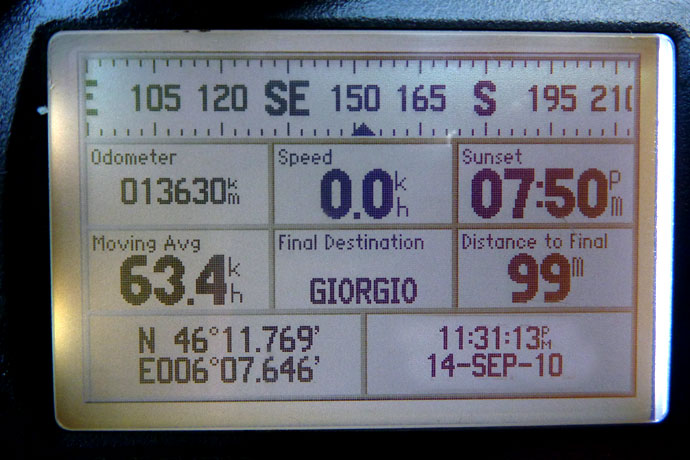 E 105 120 SE 150 165 S 195 210
Odometer Speed Sunset
013630km 0.0kh 07:50PM
Moving Avg Final Destination Distance to Final
63.4kh GIORGIO 99m
N 46°11.769' 11:31:13PM
E006°07.646' 14-SEP-10